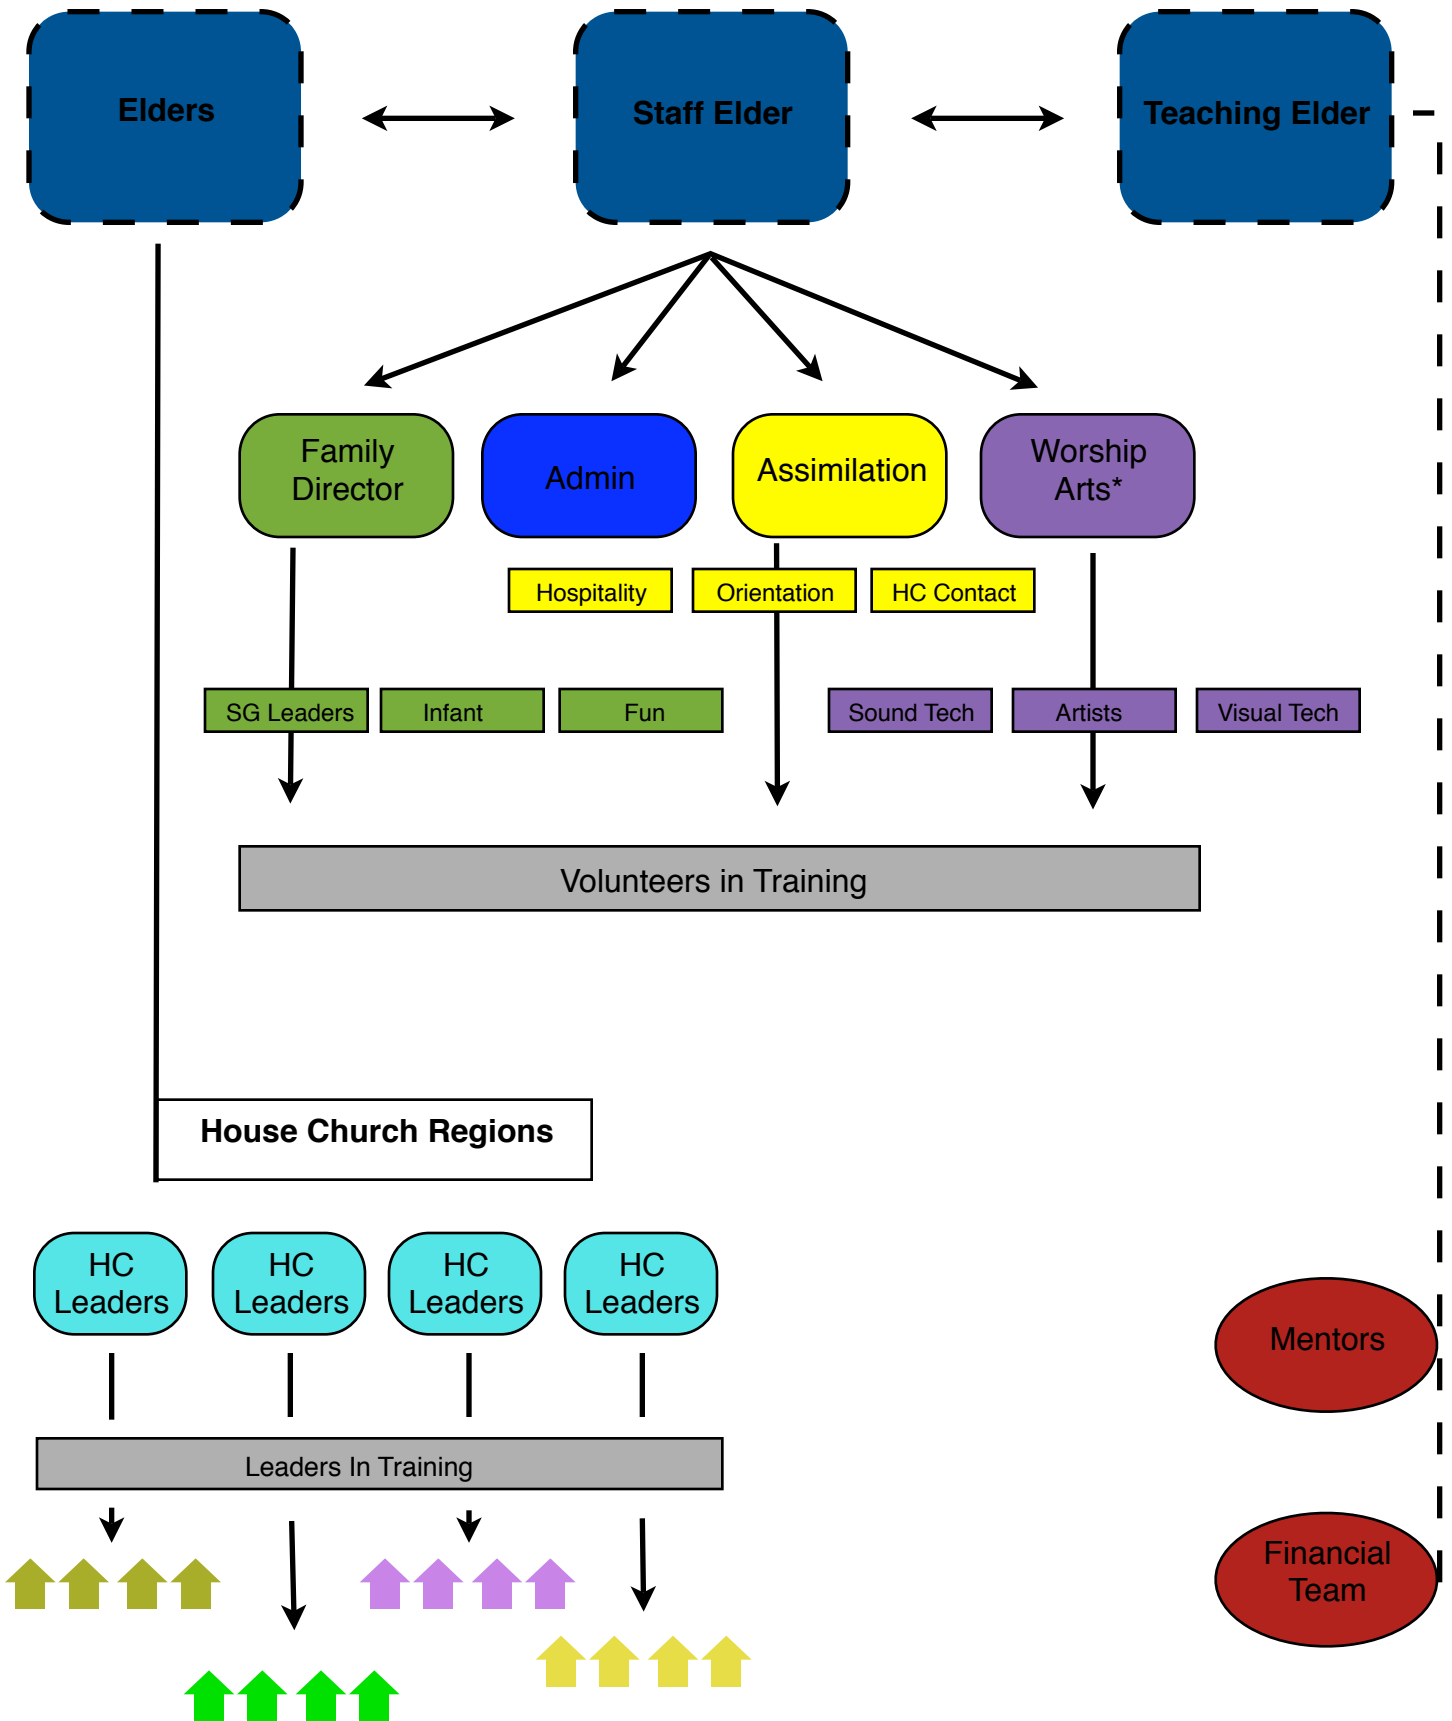 Elders
Staff Elder
Teaching Elder
Family
Director
Admin
Assimilation
Worship
Arts*
Hospitality
Orientation
HC Contact
SG Leaders
Infant
Fun
Sound Tech
Artists
Visual Tech
Volunteers in Training
House Church Regions
HC
Leaders
HC
Leaders
HC
Leaders
HC
Leaders
Mentors
Leaders In Training
Financial
Team